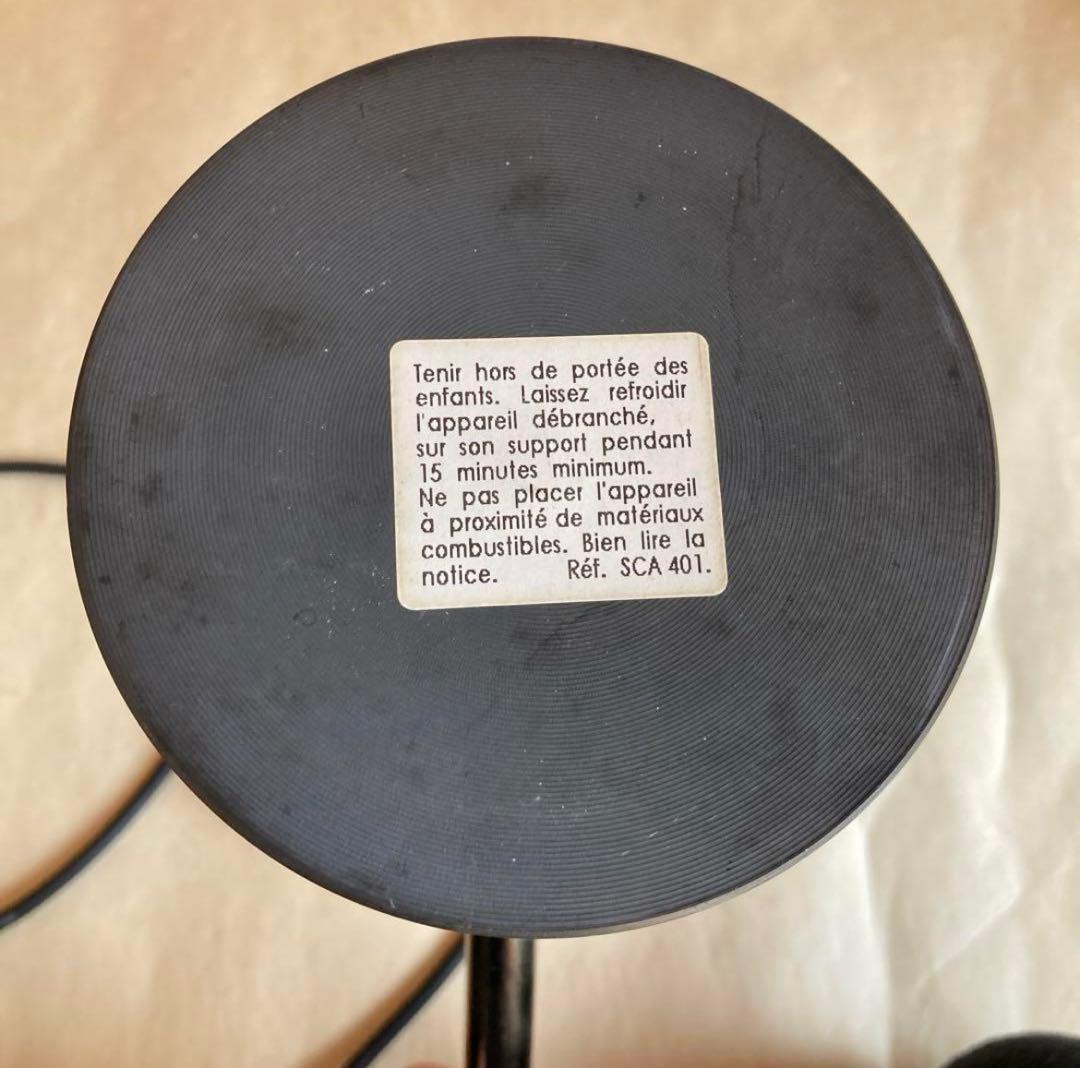 Tenir hors de portée des
enfants. Laissez refroidir
l'appareil débranché,
sur son support pendant
15 minutes minimum.
Ne pas placer l'appareil
à proximité de matériaux
combustibles. Bien lire la
notice. Réf. SCA 401.